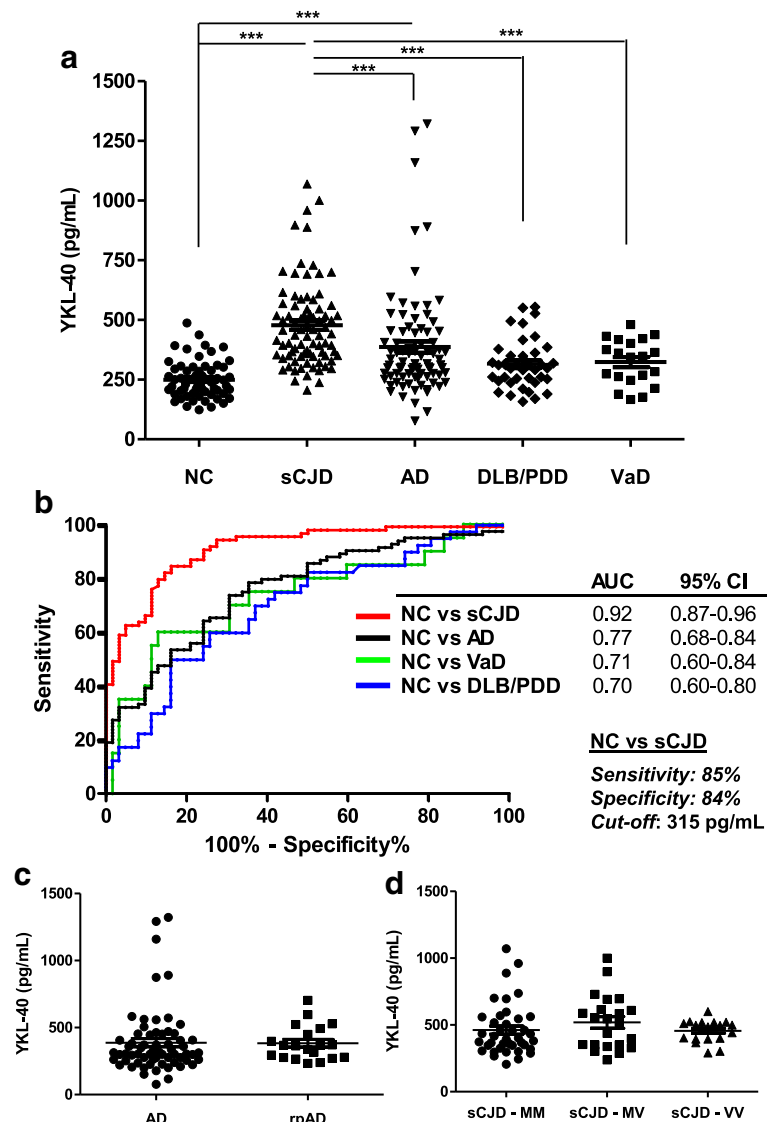 ***
***
***
***
***
a
1500
1250
1000
750
500
250
0
YKL-40 (pg/mL)
NC sCJD AD DLB/PDD VaD
b
100
80
60
40
20
0
Sensitivity
0 20 40 60 80 100
100% - Specificity%
AUC 95% CI
NC vs sCJD 0.92 0.87-0.96
NC vs AD 0.77 0.68-0.84
NC vs VaD 0.71 0.60-0.84
NC vs DLB/PDD 0.70 0.60-0.80
NC vs sCJD
Sensitivity: 85%
Specificity: 84%
Cut-off: 315 pg/mL
c
1500
1000
500
0
YKL-40 (pg/mL)
AD rpAD
d
1500
1000
500
0
YKL-40 (pg/mL)
sCJD - MM sCJD - MV sCJD - VV